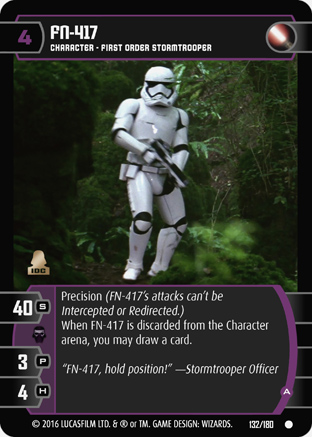 4
FN-417
CHARACTER • FIRST ORDER STORMTROOPER
IDC
40 S
3 P
4 H
Precision (FN-417's attacks can't be
Intercepted or Redirected.)
When FN-417 is discarded from the Character
arena, you may draw a card.
"FN-417, hold position!" —Stormtrooper Officer
A
© 2016 LUCASFILM LTD. & ® or TM. GAME DESIGN: WIZARDS. 132/180